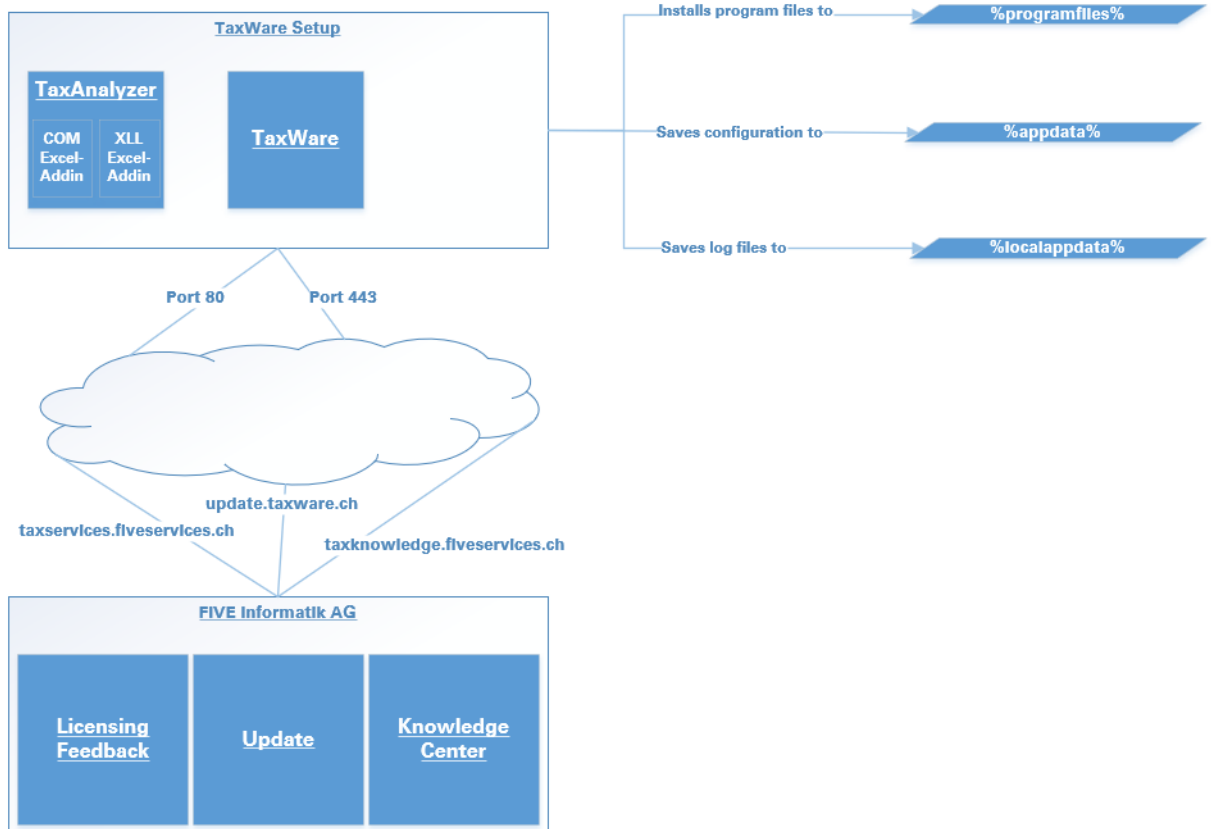 TaxWare Setup
TaxAnalyzer
COM
Excel-
Addin
XLL
Excel-
Addin
TaxWare
Installs program files to
%programfiles%
Saves configuration to
%appdata%
Saves log files to
%localappdata%
Port 80
Port 443
update.taxware.ch
taxservices.fiveservices.ch
taxknowledge.fiveservices.ch
FIVE Informatik AG
Licensing
Feedback
Update
Knowledge
Center